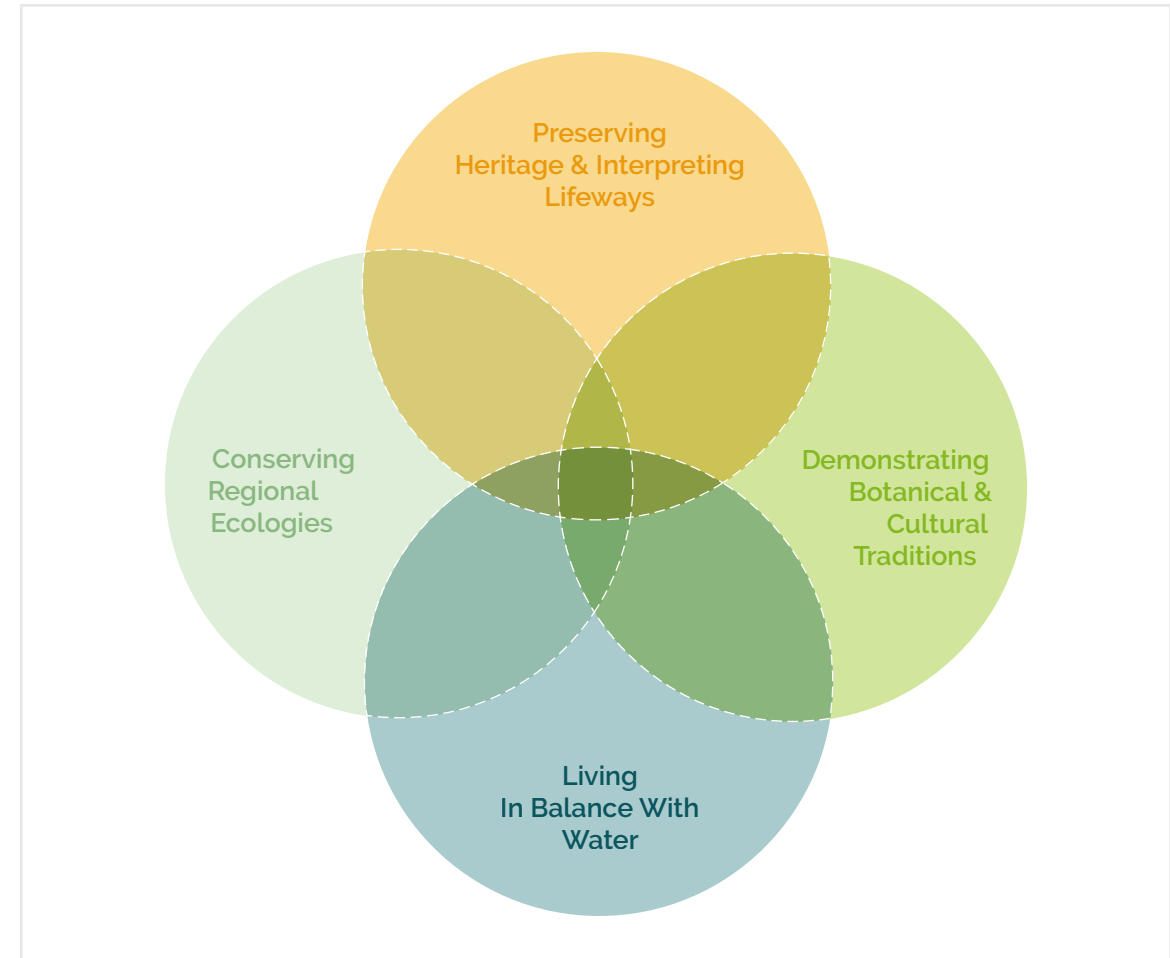 Preserving
Heritage & Interpreting
Lifeways
Conserving
Regional
Ecologies
Demonstrating
Botanical &
Cultural
Traditions
Living
In Balance With
Water